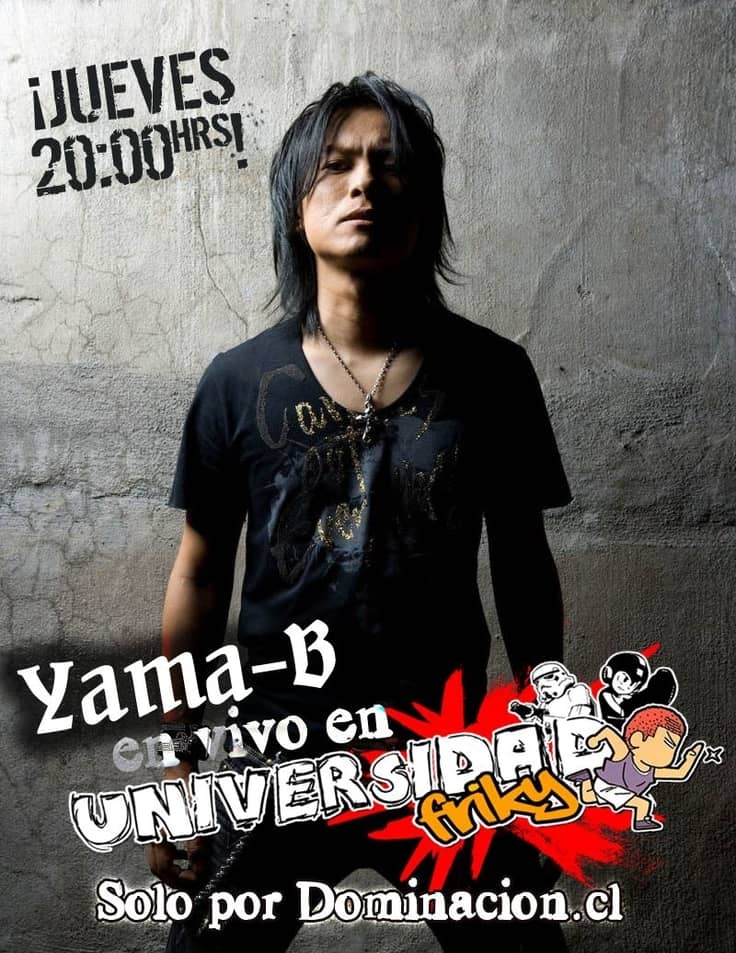 ¡JUEVES
20:00HRS!
Yama-B
en vivo en
UNIVERSIDAD
friky
Solo por Dominacion.cl